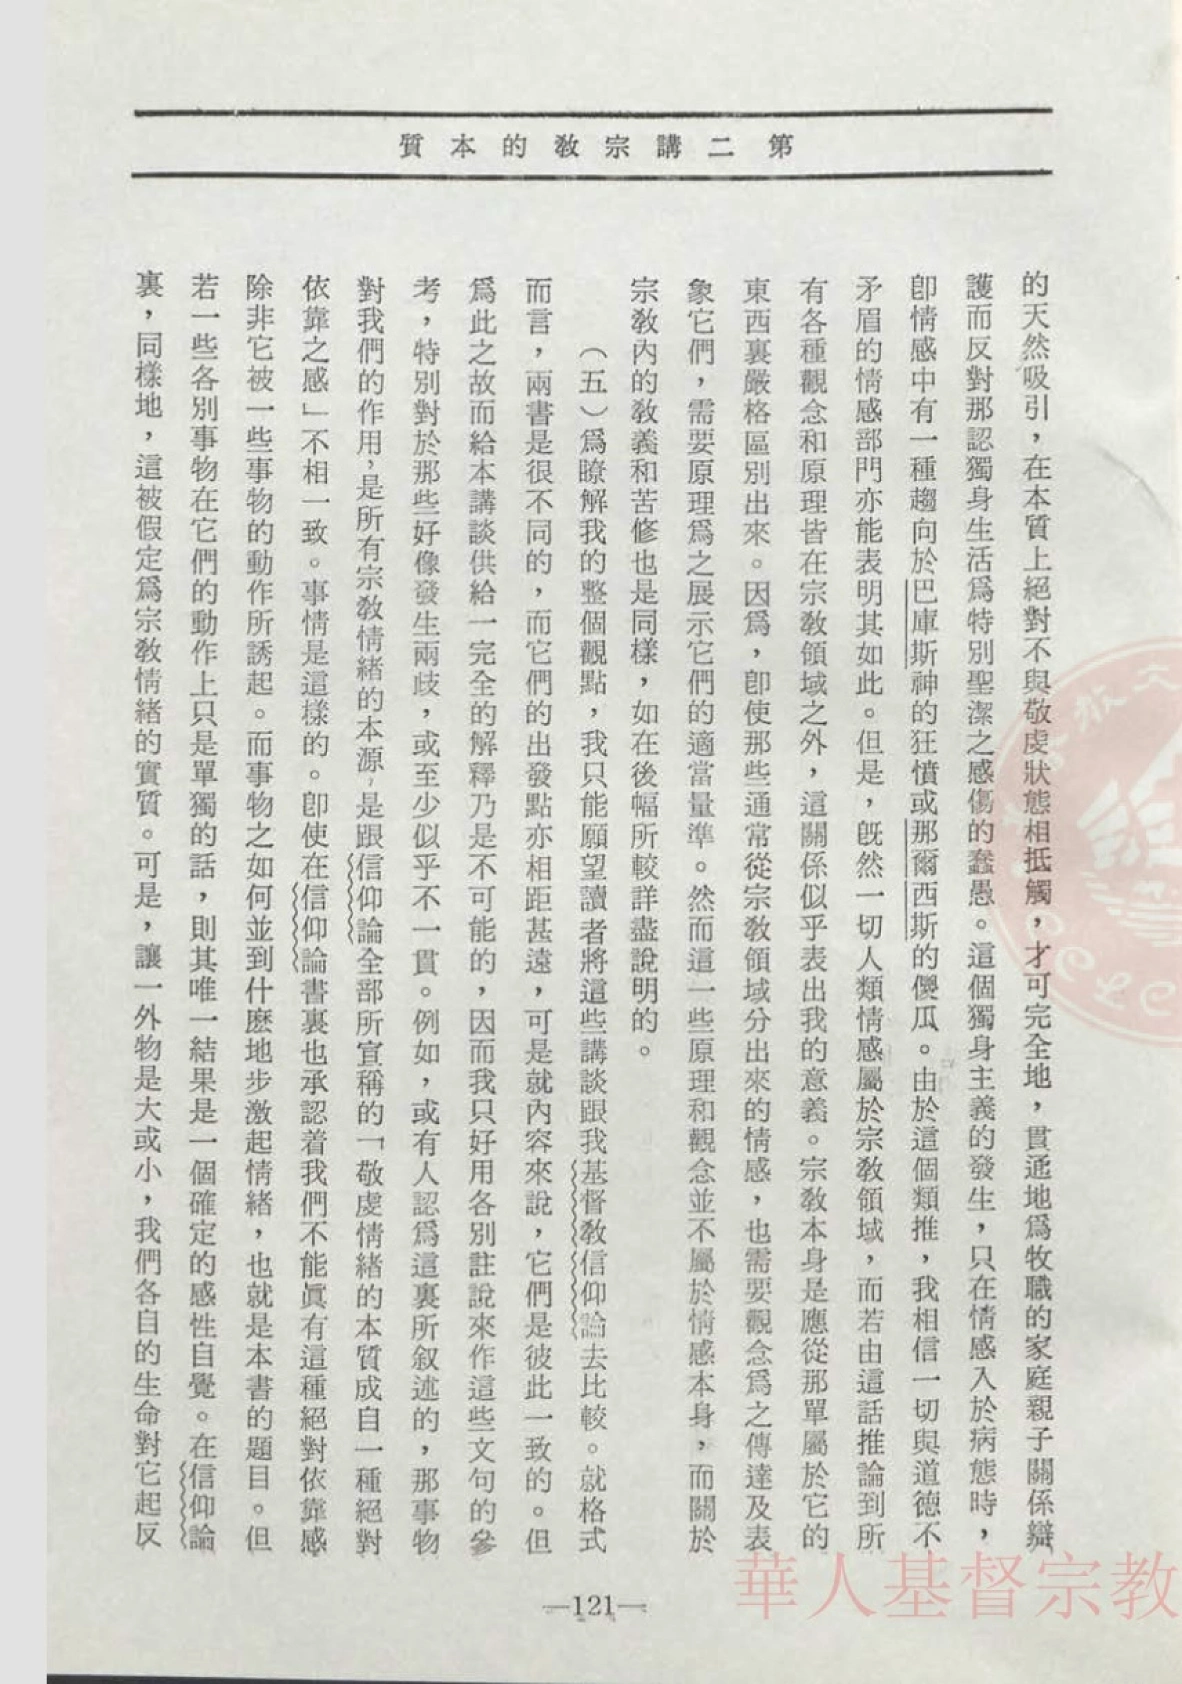 第二講宗敎的本質
的天然吸引，在本質上絕對不與敬虔狀態相抵觸，才可完全地，貫通地爲牧職的家庭親子關係辯
護而反對那認獨身生活爲特別聖潔之感傷的蠢愚。這個獨身主義的發生，只在情感入於病態時，
卽情感中有一種趨向於巴庫斯神的狂憤或那爾西斯的傻瓜。由於這個類推，我相信一切與道德不
矛眉的情感部門亦能表明其如此。但是，旣然一切人類情感屬於宗敎領域，而若由這話推論到所
有各種觀念和原理皆在宗敎領域之外，這關係似乎表出我的意義。宗敎本身是應從那單屬於它的
東西裏嚴格區別出來。因爲，卽使那些通常從宗敎領域分出來的情感，也需要觀念爲之傳達及表
象它們，需要原理爲之展示它們的適當量準。然而這一些原理和觀念並不屬於情感本身，而關於
宗敎內的敎義和苦修也是同樣，如在後幅所較詳盡說明的。
（五）爲瞭解我的整個觀點，我只能願望讀者將這些講談跟我基督敎信仰論去比較。就格式
而言，兩書是很不同的，而它們的出發點亦相距甚遠，可是就內容來說，它們是彼此一致的。但
爲此之故而給本講談供給一完全的解釋乃是不可能的，因而我只好用各別註說來作這些文句的參
考，特別對於那些好像發生兩歧，或至少似乎不一貫。例如，或有人認爲這裏所叙述的，那事物
對我們的作用，是所有宗敎情緒的本源，是跟信仰論全部所宣稱的「敬虔情緒的本質成自一種絕對
依靠之感」不相一致。事情是這樣的。卽使在信仰論書裏也承認着我們不能眞有這種絕對依靠感
除非它被一些事物的動作所誘起。而事物之如何並到什麽地步激起情緒，也就是本書的題目。但
若一些各別事物在它們的動作上只是單獨的話，則其唯一結果是一個確定的感性自覺。在信仰論
裏，同樣地，這被假定爲宗敎情緒的實質。可是，讓一外物是大或小，我們各自的生命對它起反
—121—
華人基督宗教